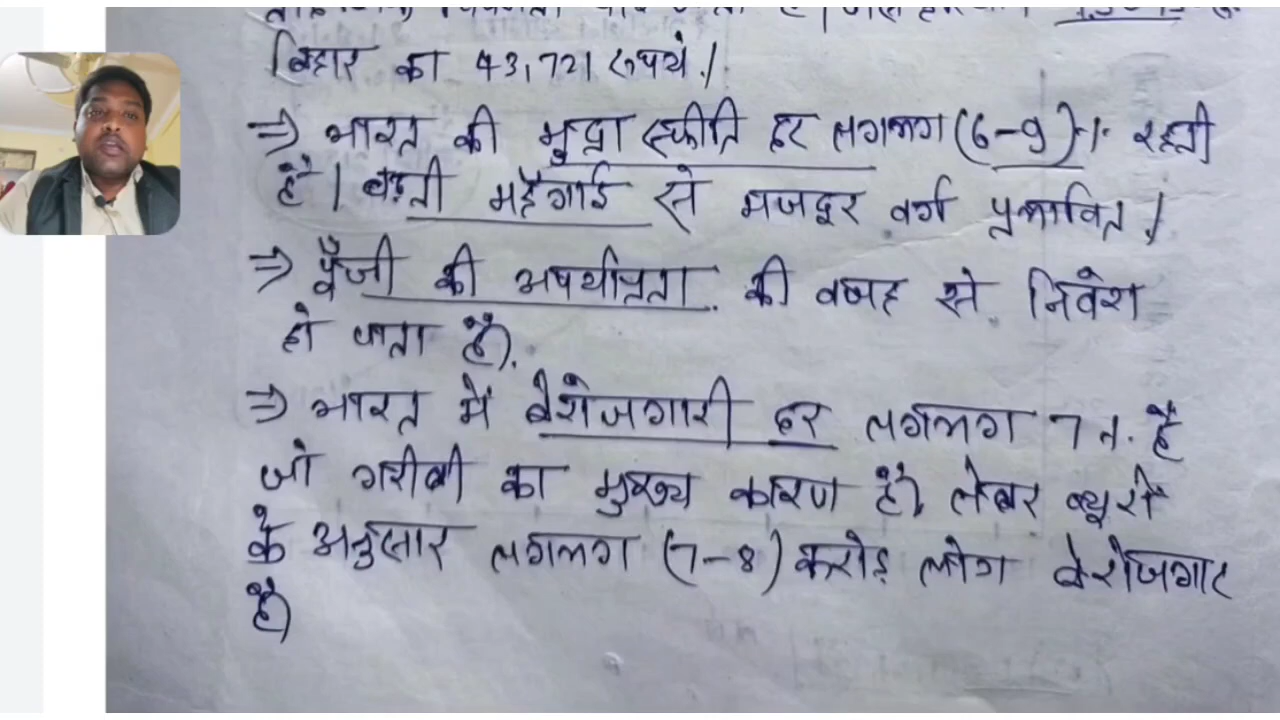 बिहार का 43,721 रुपये।
⇒ भारत की मुद्रा स्फीति दर लगभग (6-9)% रहती
है। बढ़ती महँगाई से मजदूर वर्ग प्रभावित।
⇒ पूँजी की अपर्याप्तता की वजह से निवेश
हो जाता है।
⇒ भारत में बेरोजगारी दर लगभग 7%. है
जो गरीबी का मुख्य कारण है। लेबर ब्यूरो
के अनुसार लगभग (7-8) करोड़ लोग बेरोजगार
है।